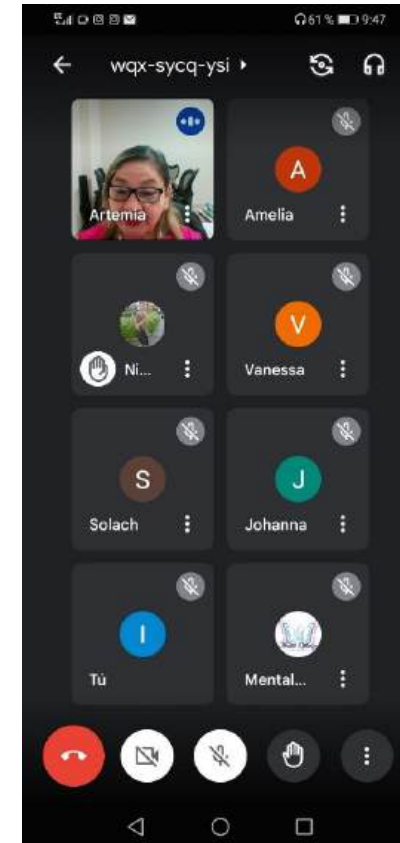 61 % 9:47
wqx-sycq-ysi
Artemia
A
Amelia
Ni...
V
Vanessa
S
Solach
J
Johanna
I
Tú
Mental...